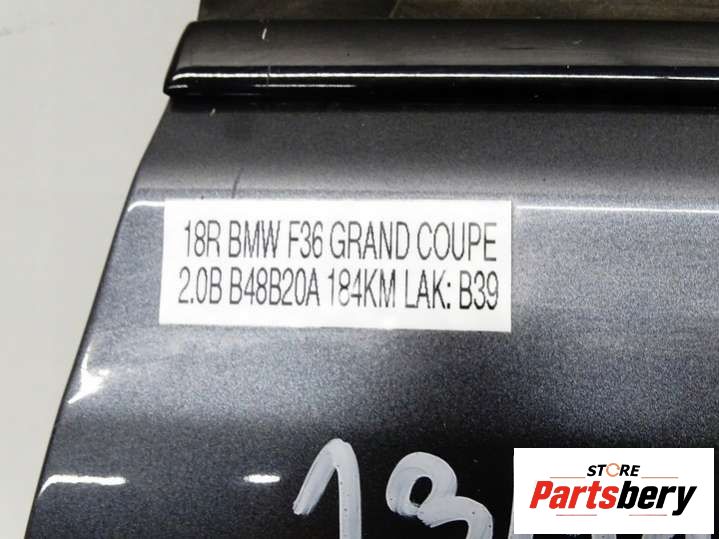 18R BMW F36 GRAND COUPE
2.0B B48B20A 184KM LAK: B39
STORE
Partsbery